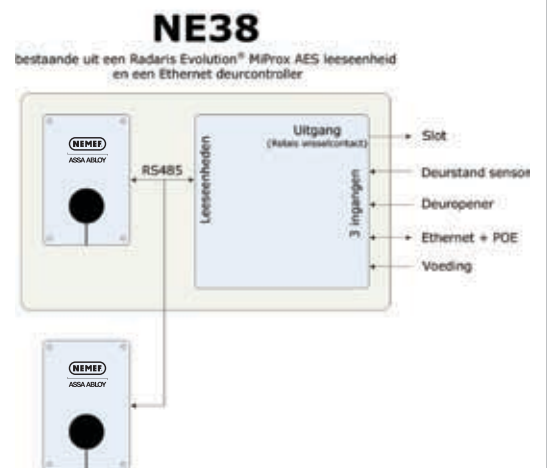 NE38
bestaande uit een Radaris Evolution® MiProx AES leeseenheid
en een Ethernet deurcontroller
NEMEF
ASSA ABLOY
RS485
Leeseenheden
Uitgang
(Relais wisselcontact)
3 ingangen
Slot
Deurstand sensor
Deuropener
Ethernet + POE
Voeding
NEMEF
ASSA ABLOY